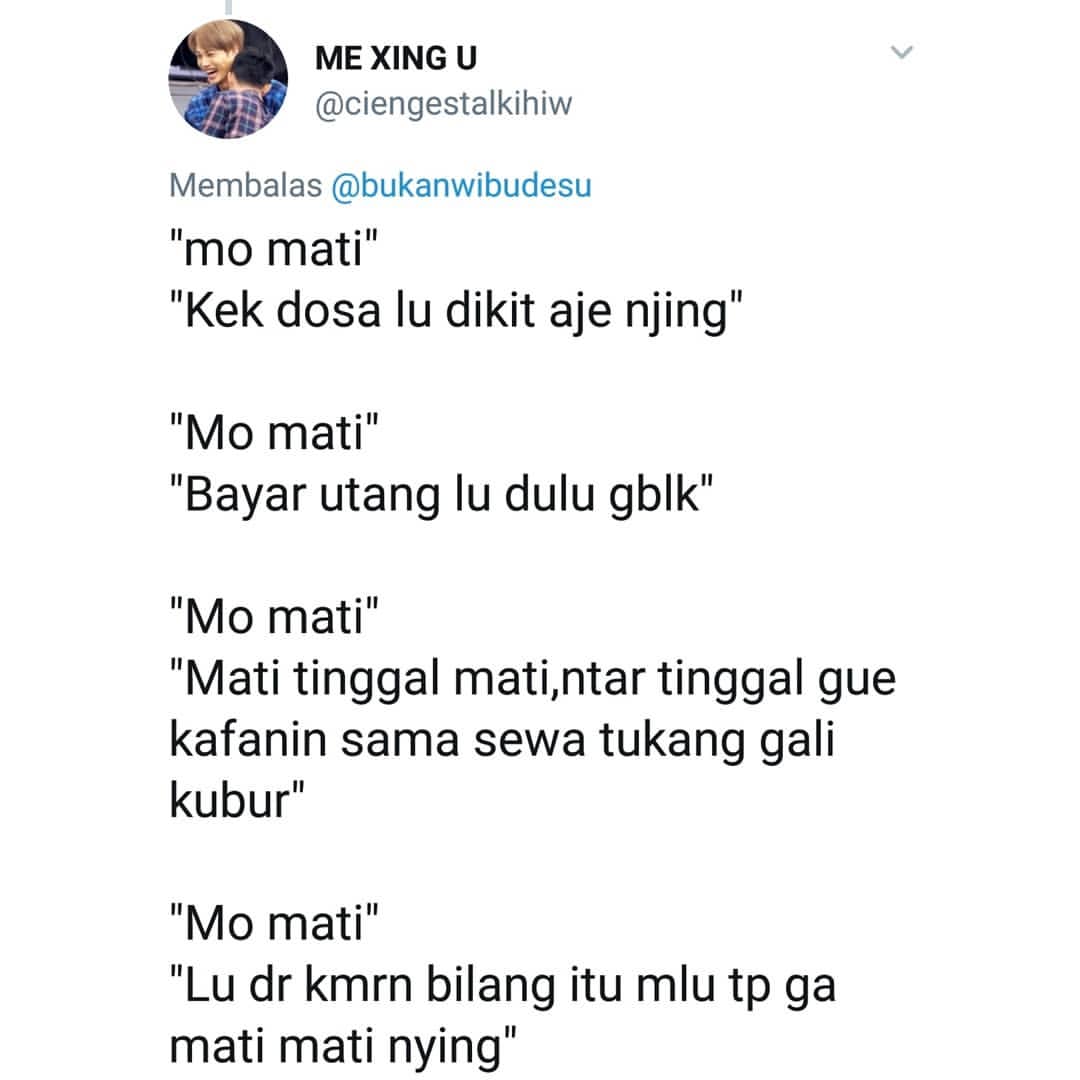 ME XING U
@ciengestalkihiw
Membalas @bukanwibudesu
"mo mati"
"Kek dosa lu dikit aje njing"
"Mo mati"
"Bayar utang lu dulu gblk"
"Mo mati"
"Mati tinggal mati,ntar tinggal gue
kafanin sama sewa tukang gali
kubur"
"Mo mati"
"Lu dr kmrn bilang itu mlu tp ga
mati mati nying"